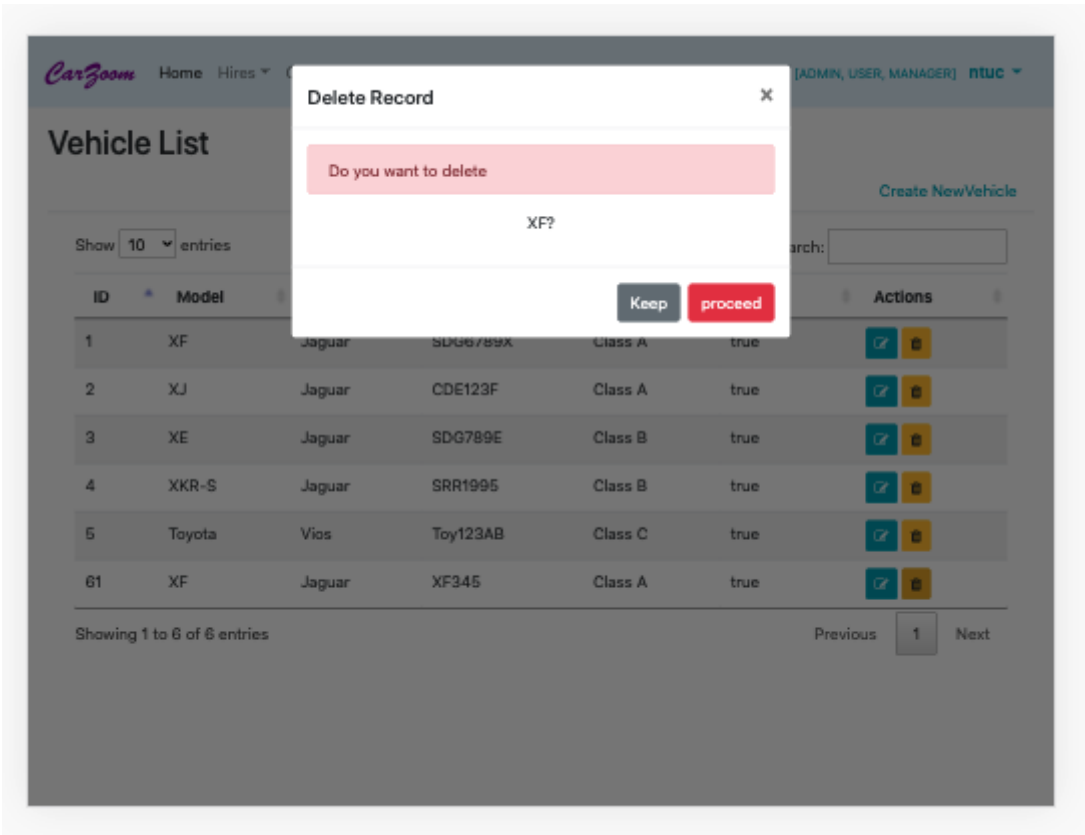 CarZoom Home Hires [ADMIN, USER, MANAGER] ntuc
Delete Record ×
Vehicle List
Do you want to delete
Create NewVehicle
XF?
Show 10 entries arch:
Keep proceed
ID Model Actions
1 XF Jaguar SDG6789X Class A true
2 XJ Jaguar CDE123F Class A true
3 XE Jaguar SDG789E Class B true
4 XKR-S Jaguar SRR1995 Class B true
5 Toyota Vios Toy123AB Class C true
61 XF Jaguar XF345 Class A true
Showing 1 to 6 of 6 entries Previous 1 Next